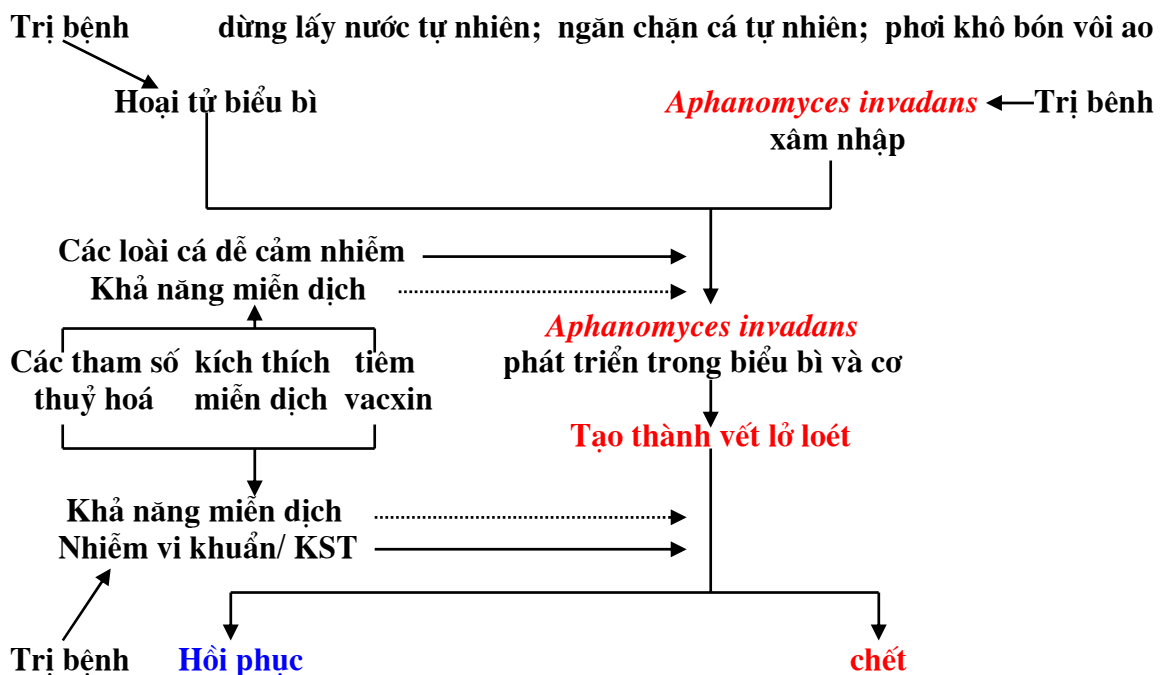 Trị bệnh dừng lấy nước tự nhiên; ngăn chặn cá tự nhiên; phơi khô bón vôi ao
Hoại tử biểu bì Aphanomyces invadans Trị bênh
xâm nhập
Các loài cá dễ cảm nhiễm
Khả năng miễn dịch
Aphanomyces invadans
Các tham số kích thích tiêm phát triển trong biểu bì và cơ
thuỷ hoá miễn dịch vacxin
Tạo thành vết lở loét
Khả năng miễn dịch
Nhiễm vi khuẩn/ KST
Trị bệnh Hồi phục chết